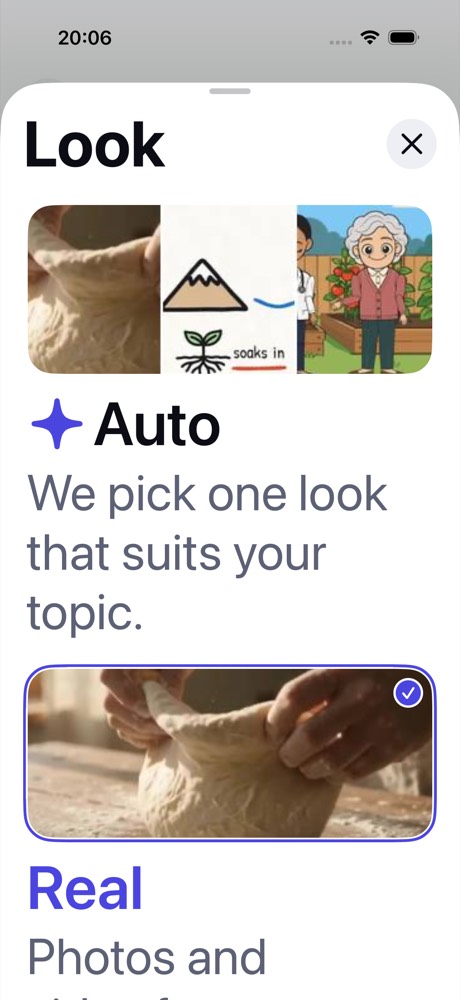 20:06
Look
soaks in
Auto
We pick one look
that suits your
topic.
Real
Photos and